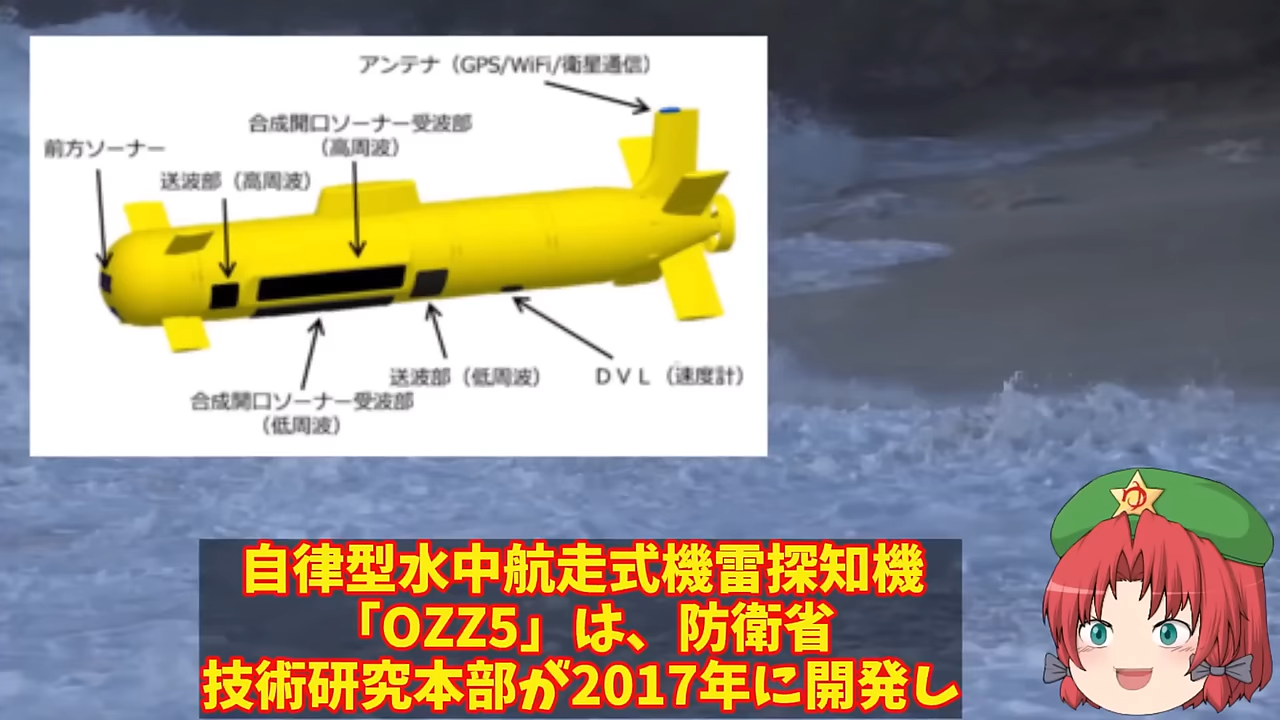 アンテナ（GPS/WiFi/衛星通信）
合成開口ソーナー受波部
（高周波）
前方ソーナー
送波部（高周波）
送波部（低周波）
ＤＶＬ（速度計）
合成開口ソーナー受波部
（低周波）
自律型水中航走式機雷探知機
「OZZ5」は、防衛省
技術研究本部が2017年に開発し
ゆ